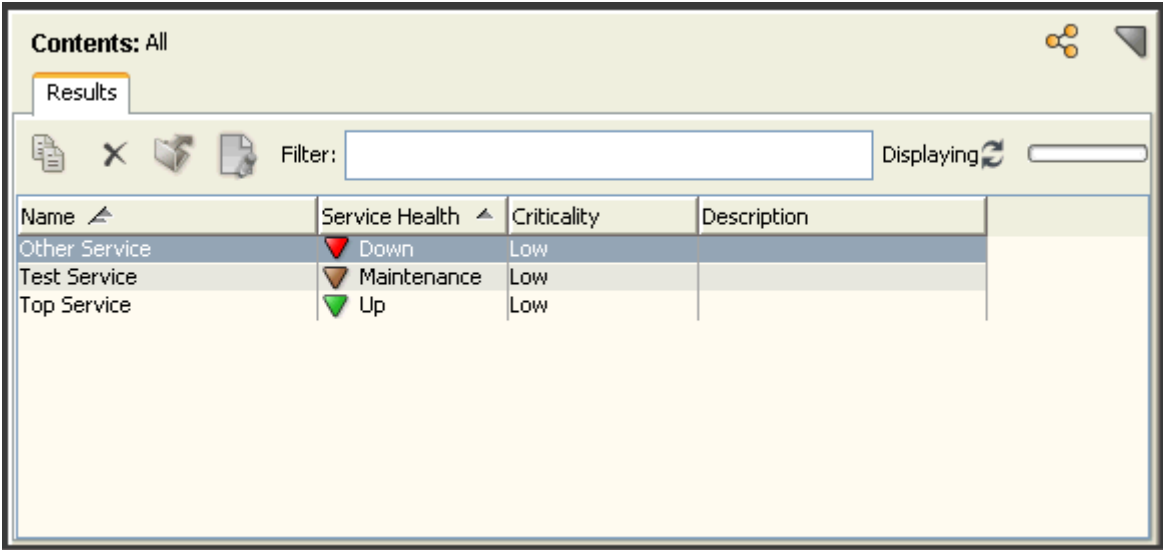 Contents: All
Results
Filter: Displaying
Name Service Health Criticality Description
Other Service Down Low
Test Service Maintenance Low
Top Service Up Low